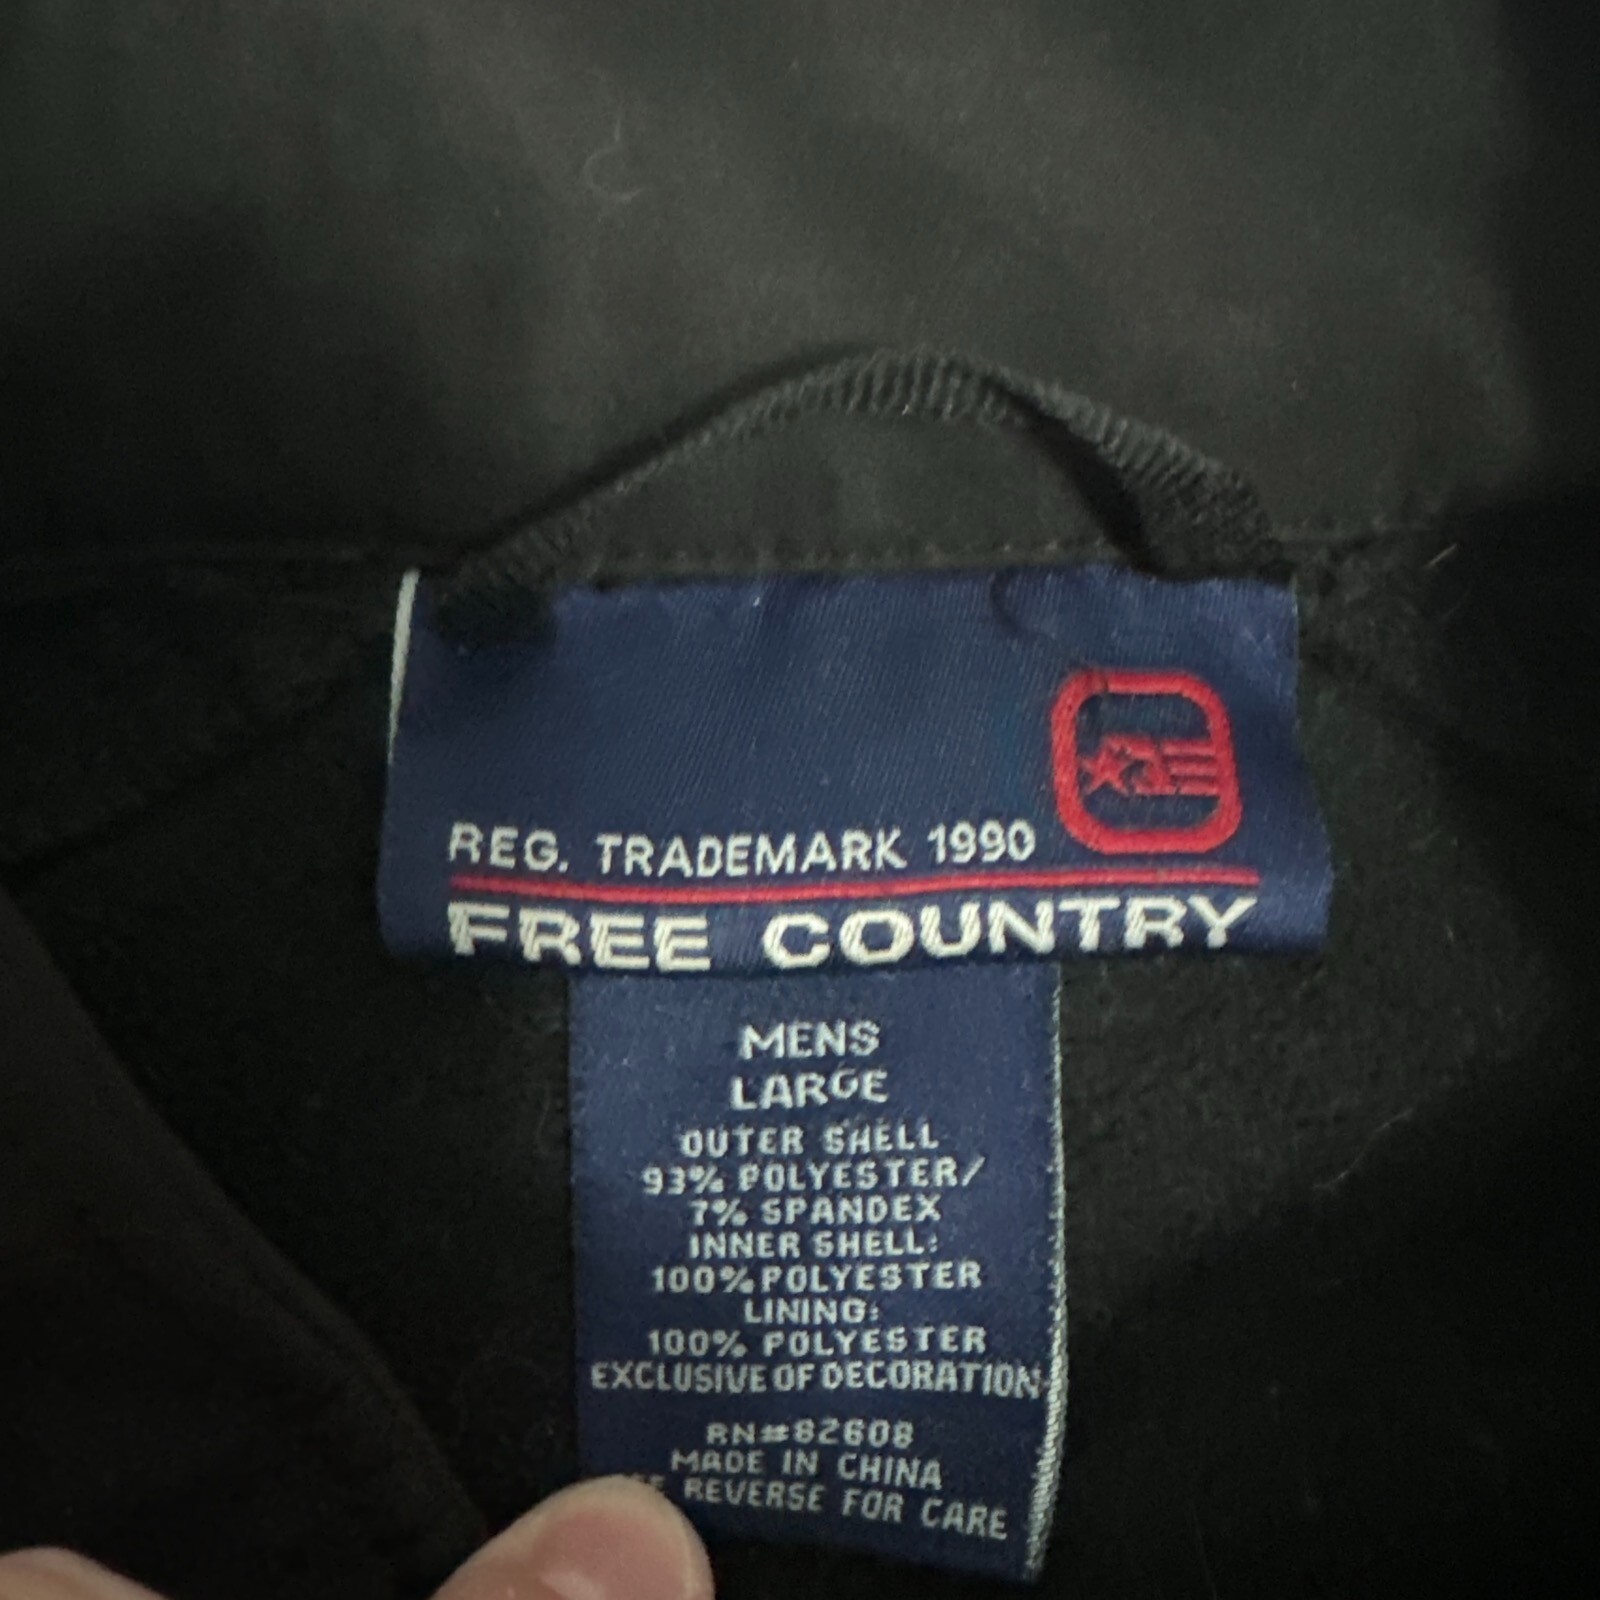 REG. TRADEMARK 1990
FREE COUNTRY
MENS
LARGE
OUTER SHELL
93% POLYESTER/
7% SPANDEX
INNER SHELL:
100% POLYESTER
LINING:
100% POLYESTER
EXCLUSIVE OF DECORATION
RN#82608
MADE IN CHINA
REVERSE FOR CARE